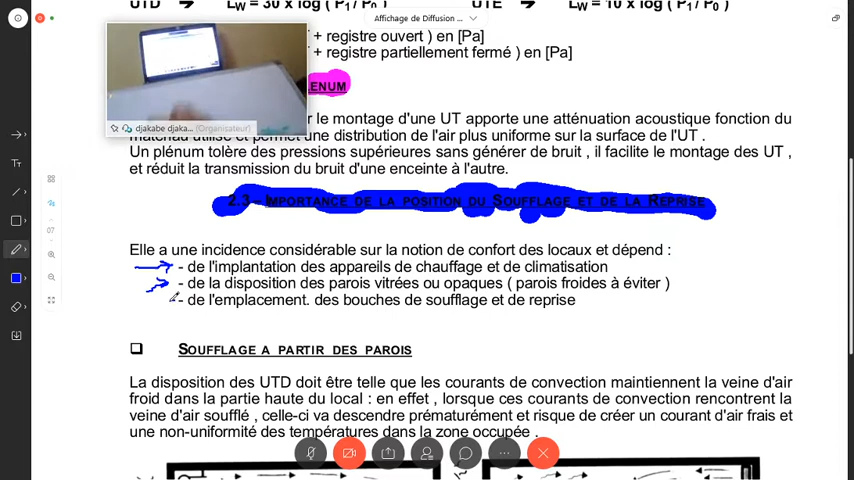 UTD → LW = 30 x log ( P1 / P0 ) UTE → LW = 10 x log ( P1 / P0 )
Affichage de Diffusion ...
+ registre ouvert ) en [Pa]
+ registre partiellement fermé ) en [Pa]
LENUM
r le montage d'une UT apporte une atténuation acoustique fonction du
matériau utilisé et permet une distribution de l'air plus uniforme sur la surface de l'UT .
djakabe djaka... (Organisateur)
Un plénum tolère des pressions supérieures sans générer de bruit , il facilite le montage des UT ,
et réduit la transmission du bruit d'une enceinte à l'autre.
2.3 - IMPORTANCE DE LA POSITION DU SOUFFLAGE ET DE LA REPRISE
Elle a une incidence considérable sur la notion de confort des locaux et dépend :
- de l'implantation des appareils de chauffage et de climatisation
- de la disposition des parois vitrées ou opaques ( parois froides à éviter )
- de l'emplacement. des bouches de soufflage et de reprise
SOUFFLAGE A PARTIR DES PAROIS
La disposition des UTD doit être telle que les courants de convection maintiennent la veine d'air
froid dans la partie haute du local : en effet , lorsque ces courants de convection rencontrent la
veine d'air soufflé , celle-ci va descendre prématurément et risque de créer un courant d'air frais et
une non-uniformité des températures dans la zone occupée .
Tт
07